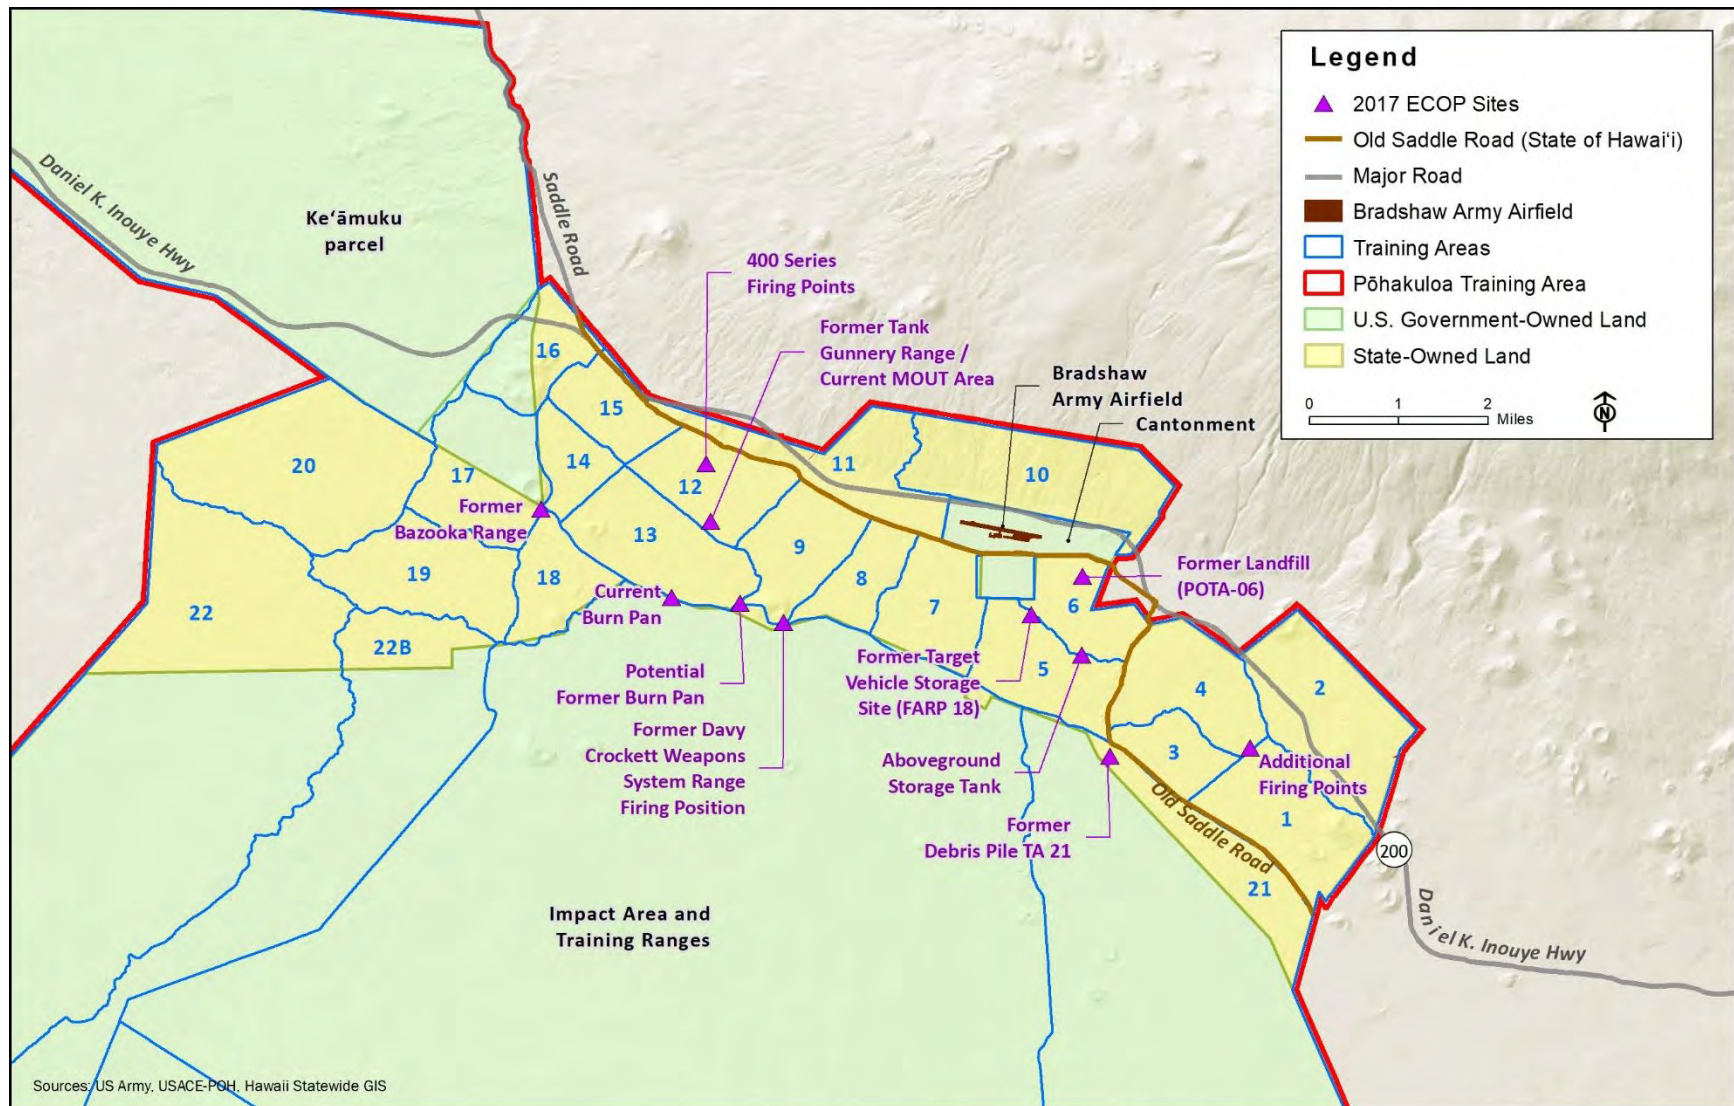 Legend
2017 ECOP Sites
Old Saddle Road (State of Hawaiʻi)
Major Road
Bradshaw Army Airfield
Training Areas
Pōhakuloa Training Area
U.S. Government-Owned Land
State-Owned Land
0 1 2
Miles
N
Daniel K. Inouye Hwy
Saddle Road
Keʻāmuku
parcel
400 Series
Firing Points
Former Tank
Gunnery Range /
Current MOUT Area
Bradshaw
Army Airfield
Cantonment
16
15
14
12
11
10
20
17
Former
Bazooka Range
13
9
8
7
6
Former Landfill
(POTA-06)
19
18
22
22B
Current
Burn Pan
Potential
Former Burn Pan
Former Davy
Crockett Weapons
System Range
Firing Position
Former Target
Vehicle Storage
Site (FARP 18)
5
4
2
3
Aboveground
Storage Tank
Additional
Firing Points
1
Former
Debris Pile TA 21
Old Saddle Road
21
200
Daniel K. Inouye Hwy
Impact Area and
Training Ranges
Sources: US Army, USACE-POH, Hawaii Statewide GIS